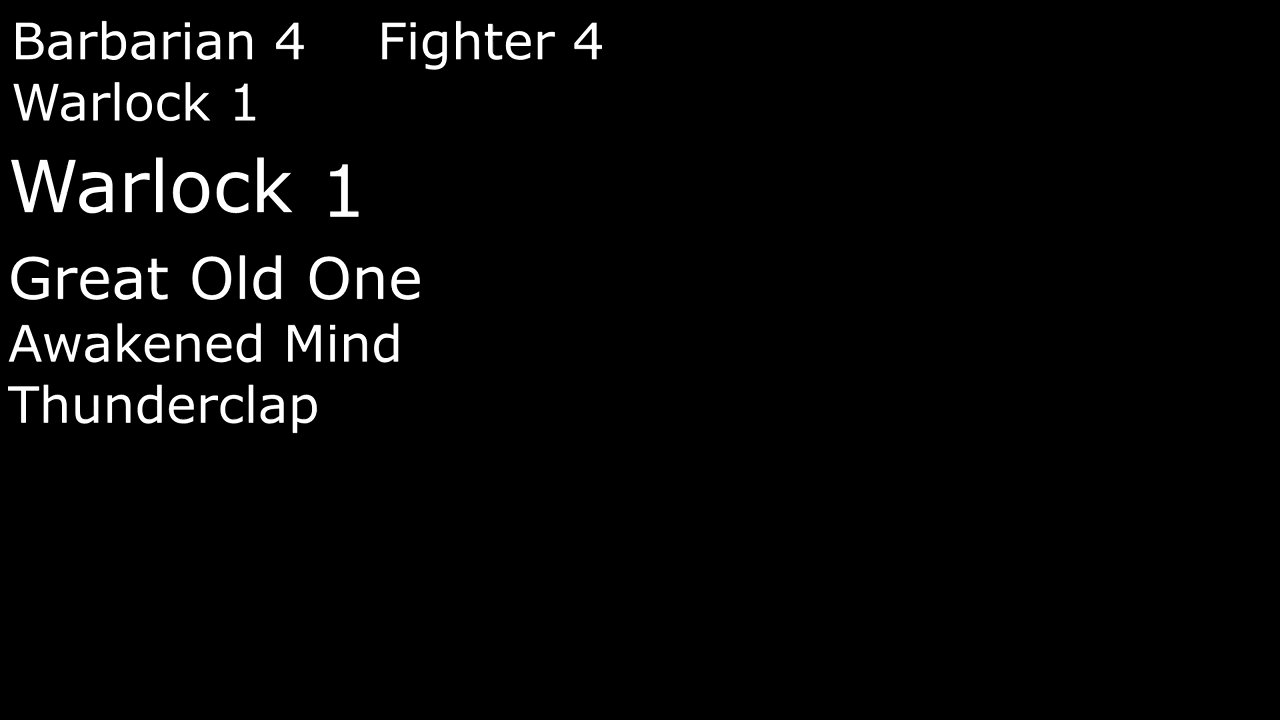 Barbarian 4 Fighter 4
Warlock 1
Warlock 1
Great Old One
Awakened Mind
Thunderclap